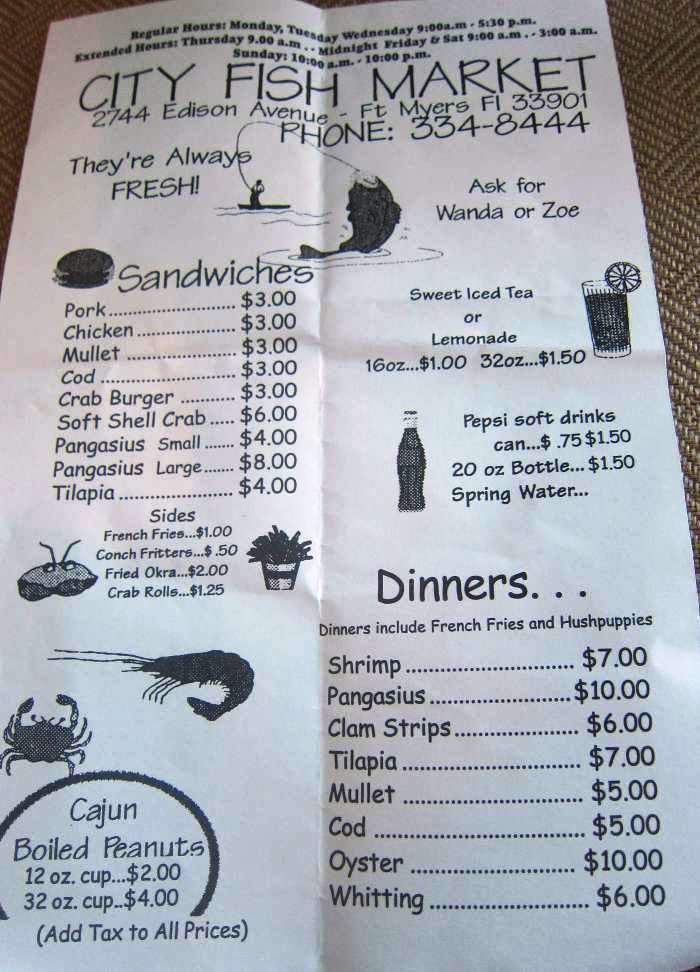 Regular Hours: Monday, Tuesday Wednesday 9:00a.m - 5:30 p.m.
Extended Hours: Thursday 9.00 a.m . - Midnight Friday & Sat 9:00 a.m . - 3:00 a.m.
Sunday: 10:00 a.m. - 10:00 p.m.
CITY FISH MARKET
2744 Edison Avenue - Ft Myers Fl 33901
PHONE: 334-8444
They're Always
FRESH!
Ask for
Wanda or Zoe
Sandwiches
Pork........................ $3.00
Chicken.................. $3.00
Mullet .................... $3.00
Cod ........................ $3.00
Crab Burger ........... $3.00
Soft Shell Crab ..... $6.00
Pangasius Small ....... $4.00
Pangasius Large....... $8.00
Tilapia ....................... $4.00
Sides
French Fries...$1.00
Conch Fritters...$ .50
Fried Okra...$2.00
Crab Rolls...$1.25
Cajun
Boiled Peanuts
12 oz. cup...$2.00
32 oz. cup..$4.00
(Add Tax to All Prices)
Sweet Iced Tea
or
Lemonade
16oz...$1.00 32oz...$1.50
Pepsi soft drinks
can...$ .75 $1.50
20 oz Bottle... $1.50
Spring Water...
Dinners. . .
Dinners include French Fries and Hushpuppies
Shrimp ............................. $7.00
Pangasius........................ $10.00
Clam Strips..................... $6.00
Tilapia .............................. $7.00
Mullet .............................. $5.00
Cod .................................... $5.00
Oyster ............................ $10.00
Whitting ........................... $6.00